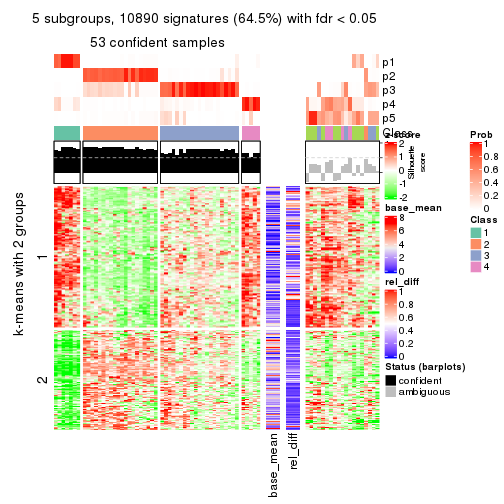 5 subgroups, 10890 signatures (64.5%) with fdr < 0.05
53 confident samples
p1
p2
p3
p4
p5
Class
k-means with 2 groups
1
2
Silhouette
score
base_mean
rel_diff
z-score
2
1
0
-1
-2
base_mean
8
6
4
2
0
rel_diff
1
0.8
0.6
0.4
0.2
0
Status (barplots)
confident
ambiguous
Prob
1
0.8
0.6
0.4
0.2
0
Class
1
2
3
4